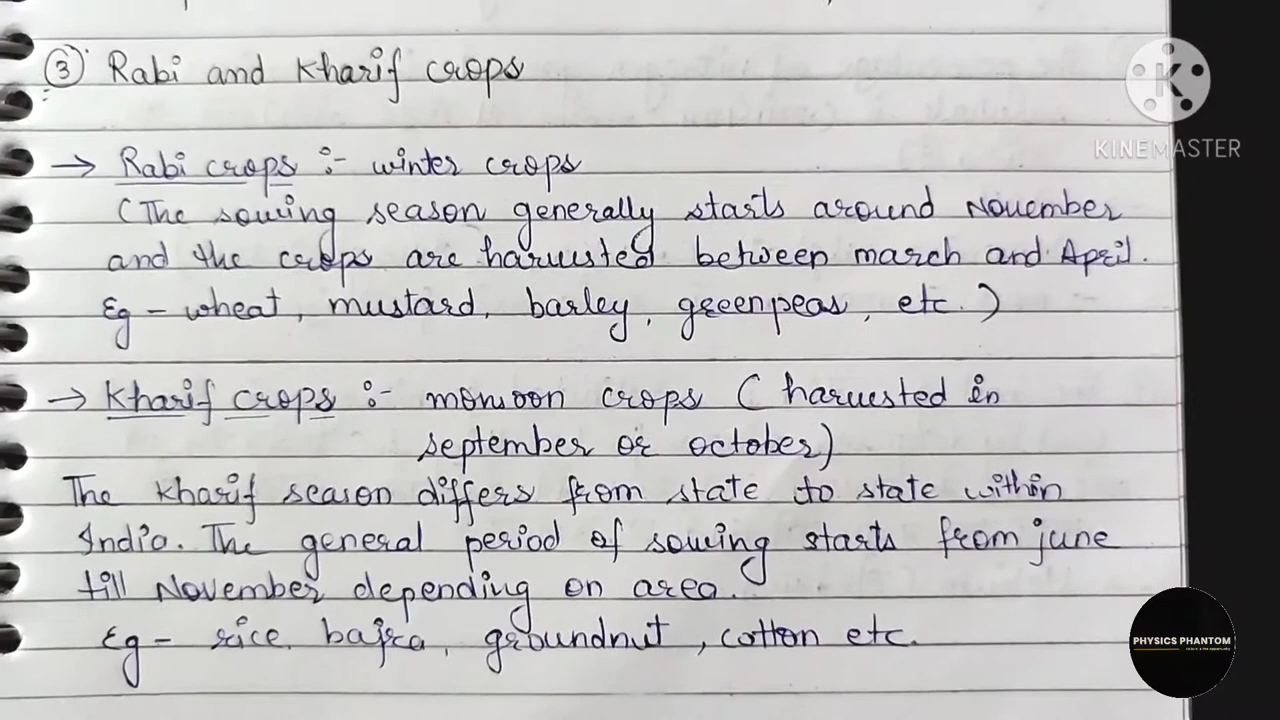 ③ Rabi and Kharif crops
→ Rabi crops :- winter crops
(The sowing season generally starts around November
and the crops are harvested between march and April.
Eg - wheat, mustard, barley, greenpeas, etc.)
→ Kharif crops :- monsoon crops (harvested in
september or october)
The Kharif season differs from state to state within
India. The general period of sowing starts from june
till November depending on area.
Eg - rice, bajra, groundnut, cotton etc.
K
KINEMASTER
PHYSICS PHANTOM